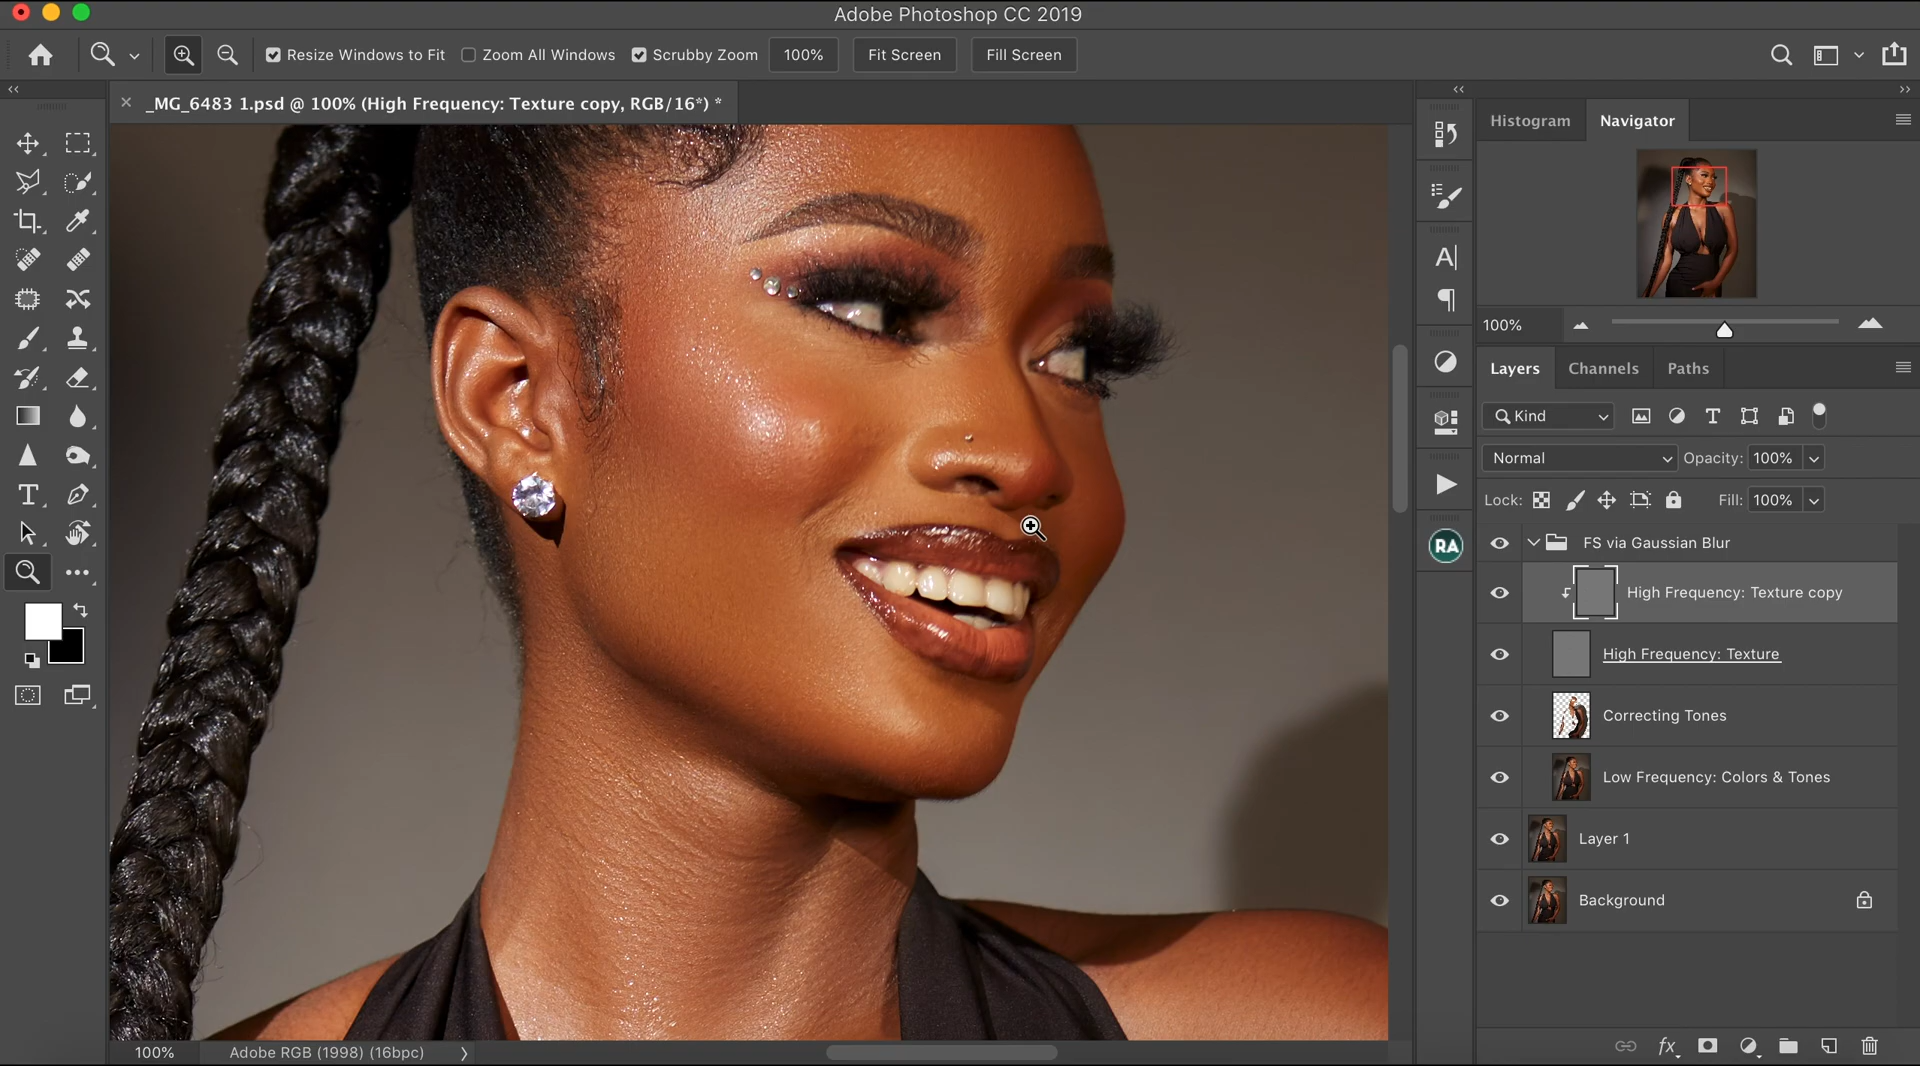 Adobe Photoshop CC 2019
Resize Windows to Fit
Zoom All Windows
Scrubby Zoom
100%
Fit Screen
Fill Screen
_MG_6483 1.psd @ 100% (High Frequency: Texture copy, RGB/16*) *
Histogram
Navigator
100%
Layers
Channels
Paths
Kind
Normal
Opacity: 100%
Lock:
Fill: 100%
FS via Gaussian Blur
High Frequency: Texture copy
High Frequency: Texture
Correcting Tones
Low Frequency: Colors & Tones
Layer 1
Background
RA
100%
Adobe RGB (1998) (16bpc)